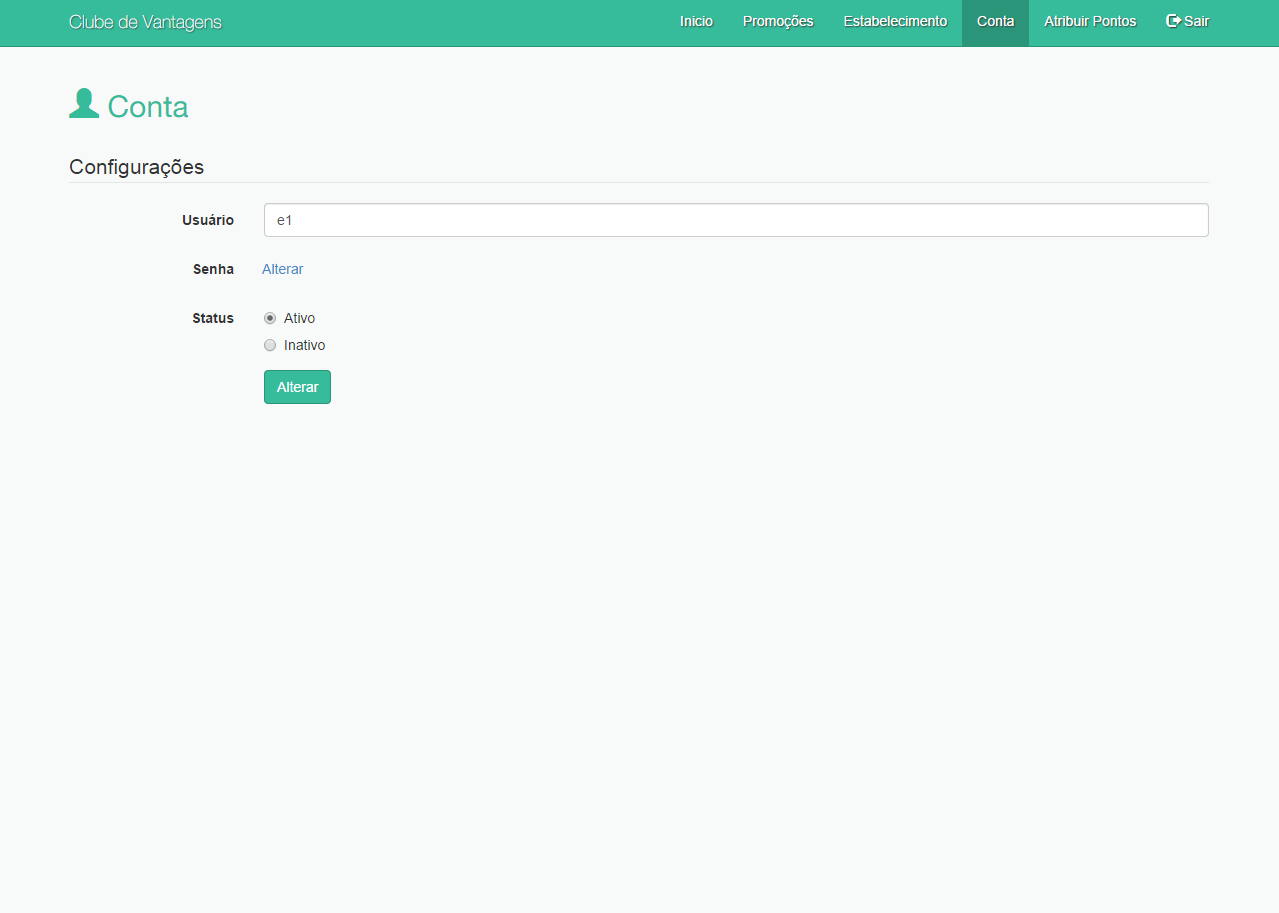 Clube de Vantagens Inicio Promoções Estabelecimento Conta Atribuir Pontos Sair
Conta
Configurações
Usuário e1
Senha Alterar
Status Ativo
Inativo
Alterar